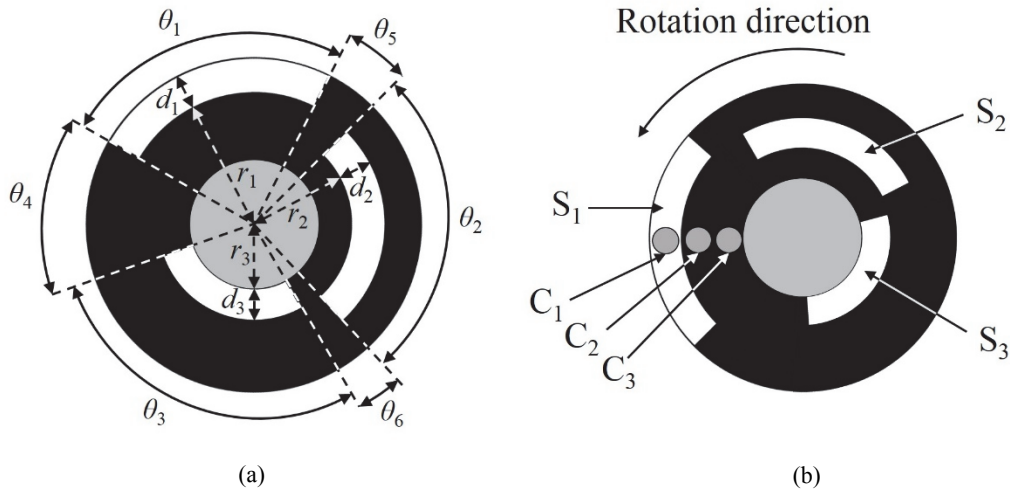 θ1
θ5
d1
θ4
r1
d2
r2
θ2
r3
d3
θ3
θ6
(a)
Rotation direction
S2
S1
C1
C2
C3
S3
(b)